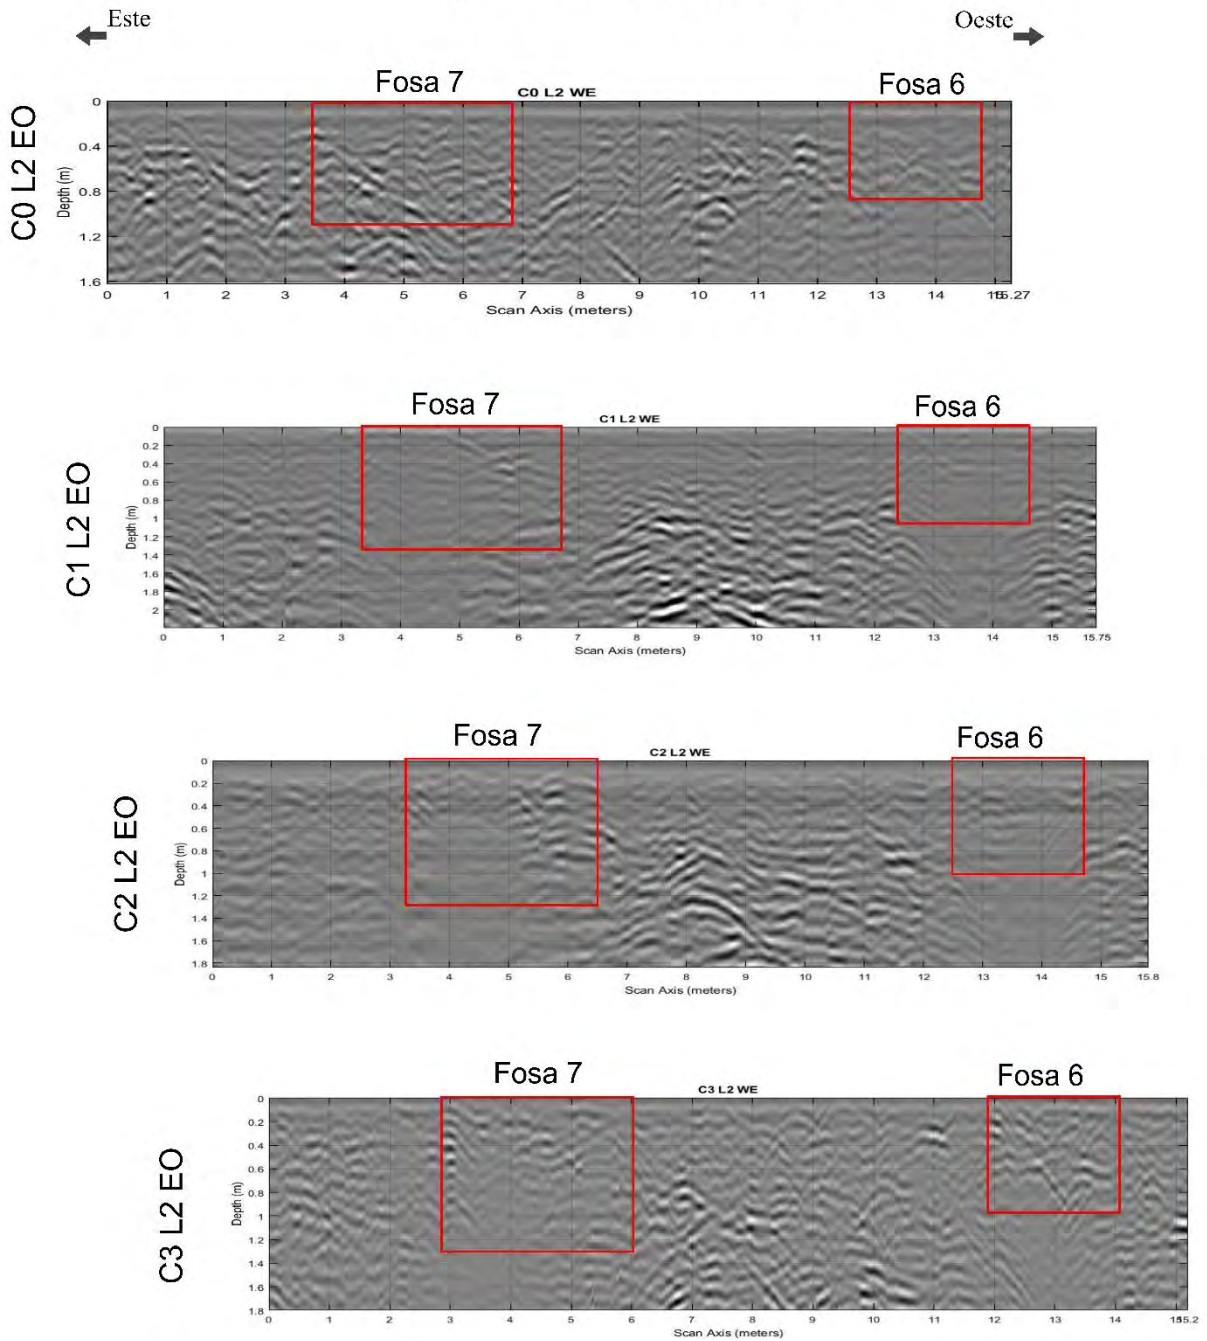 Este
Oeste
Fosa 7
Fosa 6
C0 L2 WE
C0 L2 EO
Depth (m)
0
0.4
0.8
1.2
1.6
0 1 2 3 4 5 6 7 8 9 10 11 12 13 14 15 15.27
Scan Axis (meters)
Fosa 7
Fosa 6
C1 L2 WE
C1 L2 EO
Depth (m)
0
0.2
0.4
0.6
0.8
1
1.2
1.4
1.6
1.8
2
0 1 2 3 4 5 6 7 8 9 10 11 12 13 14 15 15.75
Scan Axis (meters)
Fosa 7
Fosa 6
C2 L2 WE
C2 L2 EO
Depth (m)
0
0.2
0.4
0.6
0.8
1
1.2
1.4
1.6
1.8
0 1 2 3 4 5 6 7 8 9 10 11 12 13 14 15 15.8
Scan Axis (meters)
Fosa 7
Fosa 6
C3 L2 WE
C3 L2 EO
Depth (m)
0
0.2
0.4
0.6
0.8
1
1.2
1.4
1.6
1.8
0 1 2 3 4 5 6 7 8 9 10 11 12 13 14 15 15.2
Scan Axis (meters)